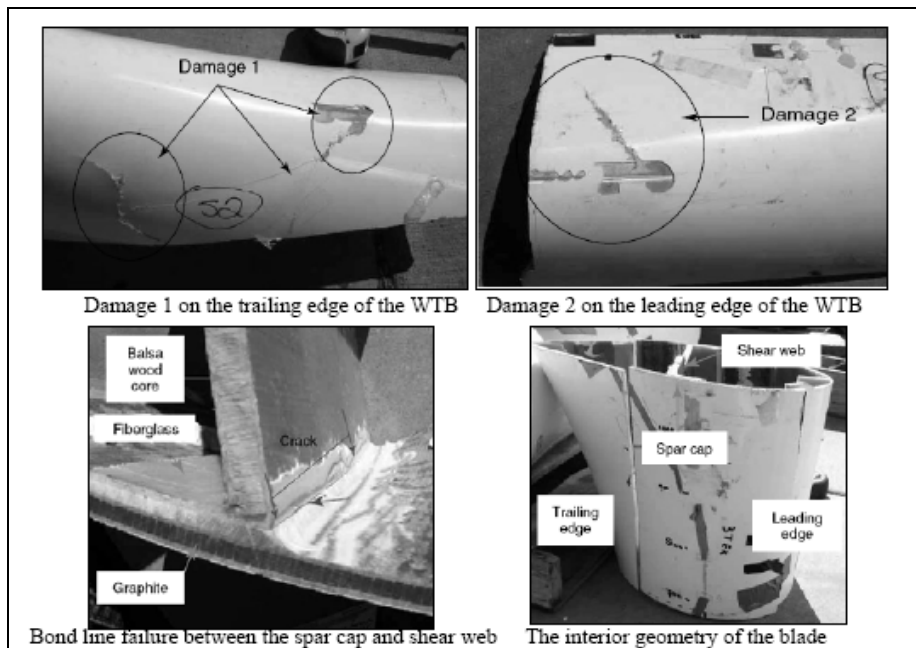 Damage 1
S2
Damage 2
Damage 1 on the trailing edge of the WTB
Damage 2 on the leading edge of the WTB
Balsa
wood
core
Fiberglass
Crack
Graphite
Shear web
Spar cap
Trailing
edge
Leading
edge
Bond line failure between the spar cap and shear web
The interior geometry of the blade